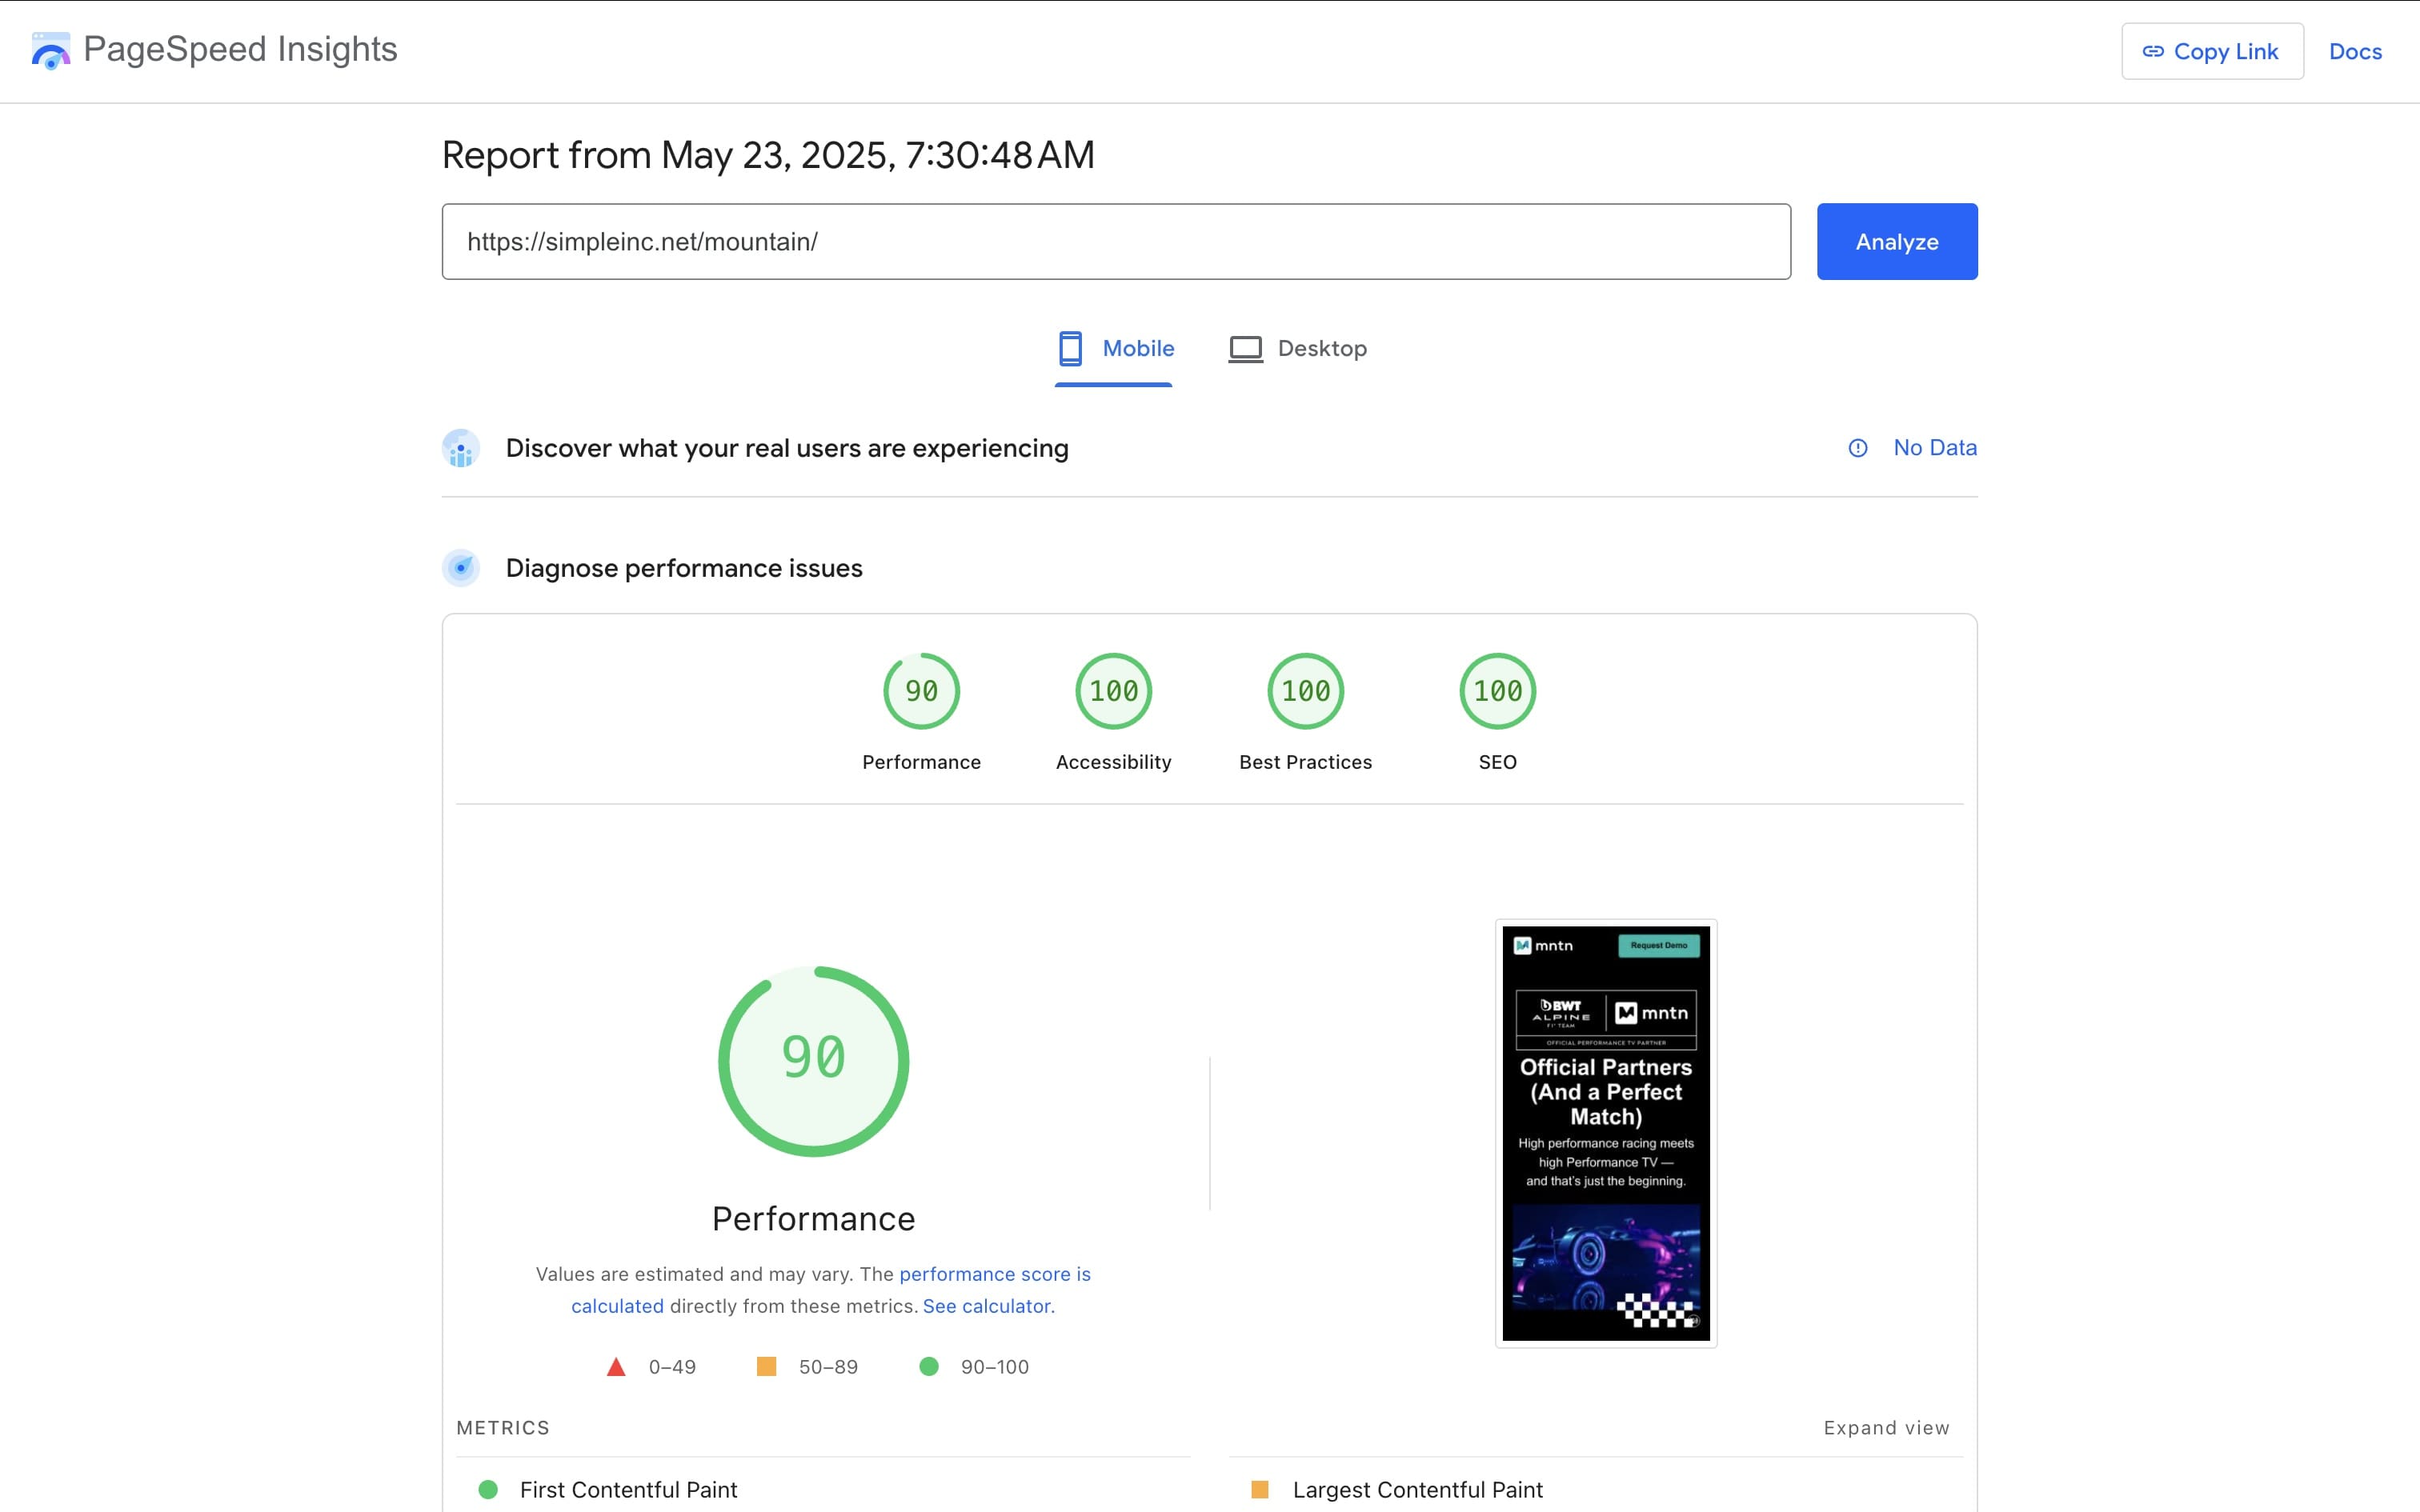 PageSpeed Insights
Copy Link
Docs
Report from May 23, 2025, 7:30:48 AM
https://simpleinc.net/mountain/
Analyze
Mobile
Desktop
Discover what your real users are experiencing
No Data
Diagnose performance issues
90
100
100
100
Performance
Accessibility
Best Practices
SEO
90
Performance
Values are estimated and may vary. The performance score is
calculated directly from these metrics. See calculator.
0–49
50–89
90–100
mntn
Request Demo
BWT
ALPINE
F1® TEAM
mntn
OFFICIAL PERFORMANCE TV PARTNER
Official Partners
(And a Perfect
Match)
High performance racing meets
high Performance TV —
and that's just the beginning.
METRICS
Expand view
First Contentful Paint
Largest Contentful Paint